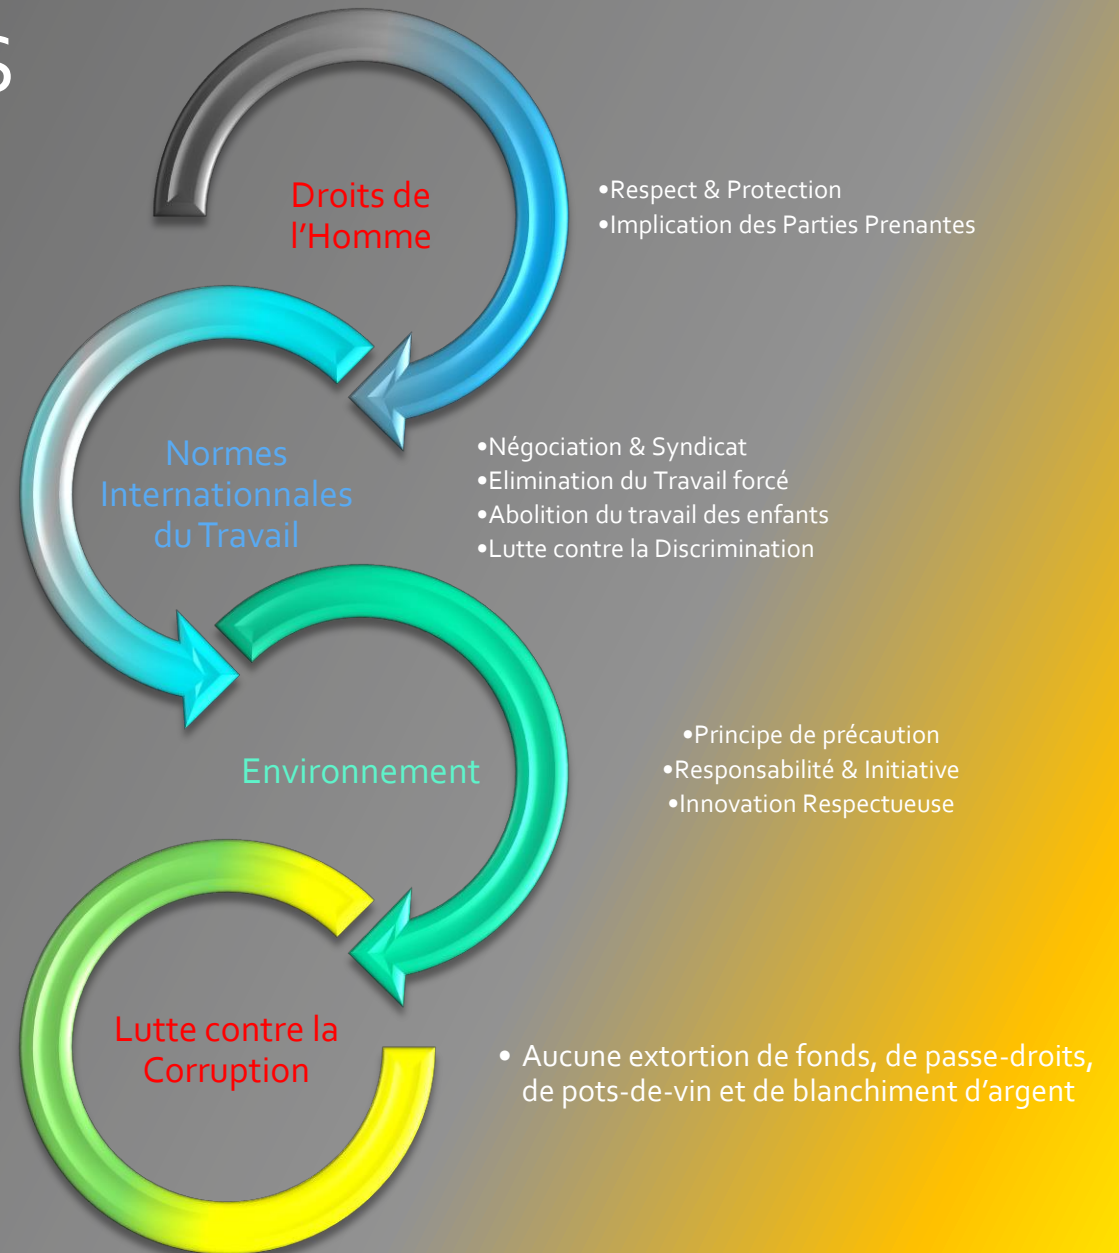 S
Droits de
l'Homme
•Respect & Protection
•Implication des Parties Prenantes
Normes
Internationnales
du Travail
•Négociation & Syndicat
•Elimination du Travail forcé
•Abolition du travail des enfants
•Lutte contre la Discrimination
Environnement
•Principe de précaution
•Responsabilité & Initiative
•Innovation Respectueuse
Lutte contre la
Corruption
• Aucune extortion de fonds, de passe-droits,
de pots-de-vin et de blanchiment d'argent